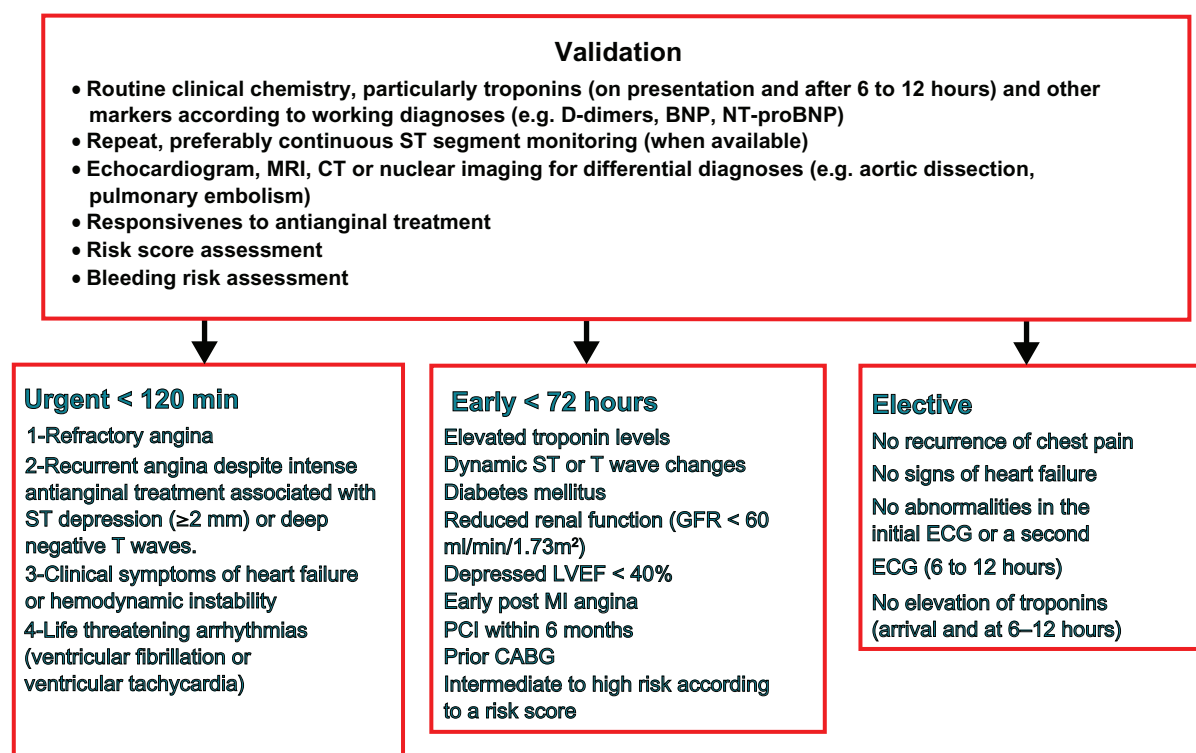 Validation
• Routine clinical chemistry, particularly troponins (on presentation and after 6 to 12 hours) and other
markers according to working diagnoses (e.g. D-dimers, BNP, NT-proBNP)
• Repeat, preferably continuous ST segment monitoring (when available)
• Echocardiogram, MRI, CT or nuclear imaging for differential diagnoses (e.g. aortic dissection,
pulmonary embolism)
• Responsivenes to antianginal treatment
• Risk score assessment
• Bleeding risk assessment
Urgent < 120 min
1-Refractory angina
2-Recurrent angina despite intense
antianginal treatment associated with
ST depression (≥2 mm) or deep
negative T waves.
3-Clinical symptoms of heart failure
or hemodynamic instability
4-Life threatening arrhythmias
(ventricular fibrillation or
ventricular tachycardia)
Early < 72 hours
Elevated troponin levels
Dynamic ST or T wave changes
Diabetes mellitus
Reduced renal function (GFR < 60
ml/min/1.73m²)
Depressed LVEF < 40%
Early post MI angina
PCI within 6 months
Prior CABG
Intermediate to high risk according
to a risk score
Elective
No recurrence of chest pain
No signs of heart failure
No abnormalities in the
initial ECG or a second
ECG (6 to 12 hours)
No elevation of troponins
(arrival and at 6–12 hours)